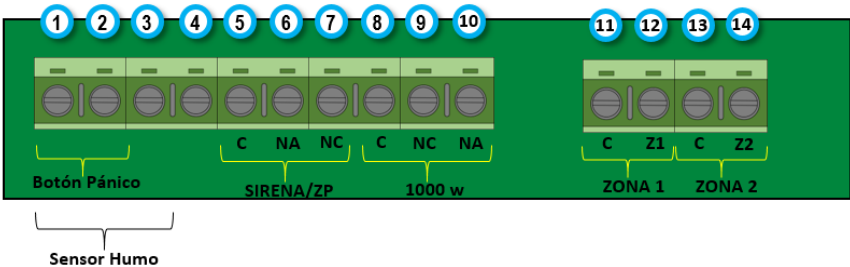 1 2 3 4 5 6 7 8 9 10 11 12 13 14
C NA NC C NC NA C Z1 C Z2
Botón Pánico SIRENA/ZP 1000 w ZONA 1 ZONA 2
Sensor Humo